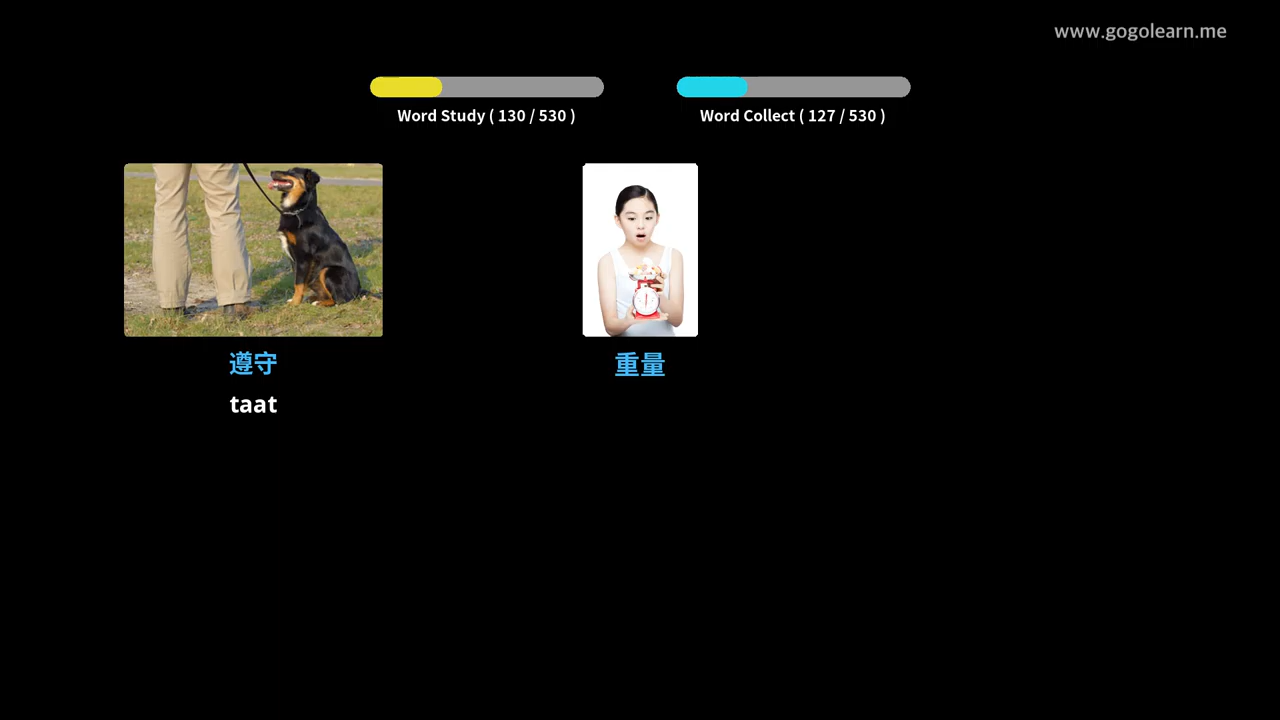 www.gogolearn.me
Word Study ( 130 / 530 )
Word Collect ( 127 / 530 )
遵守
taat
重量